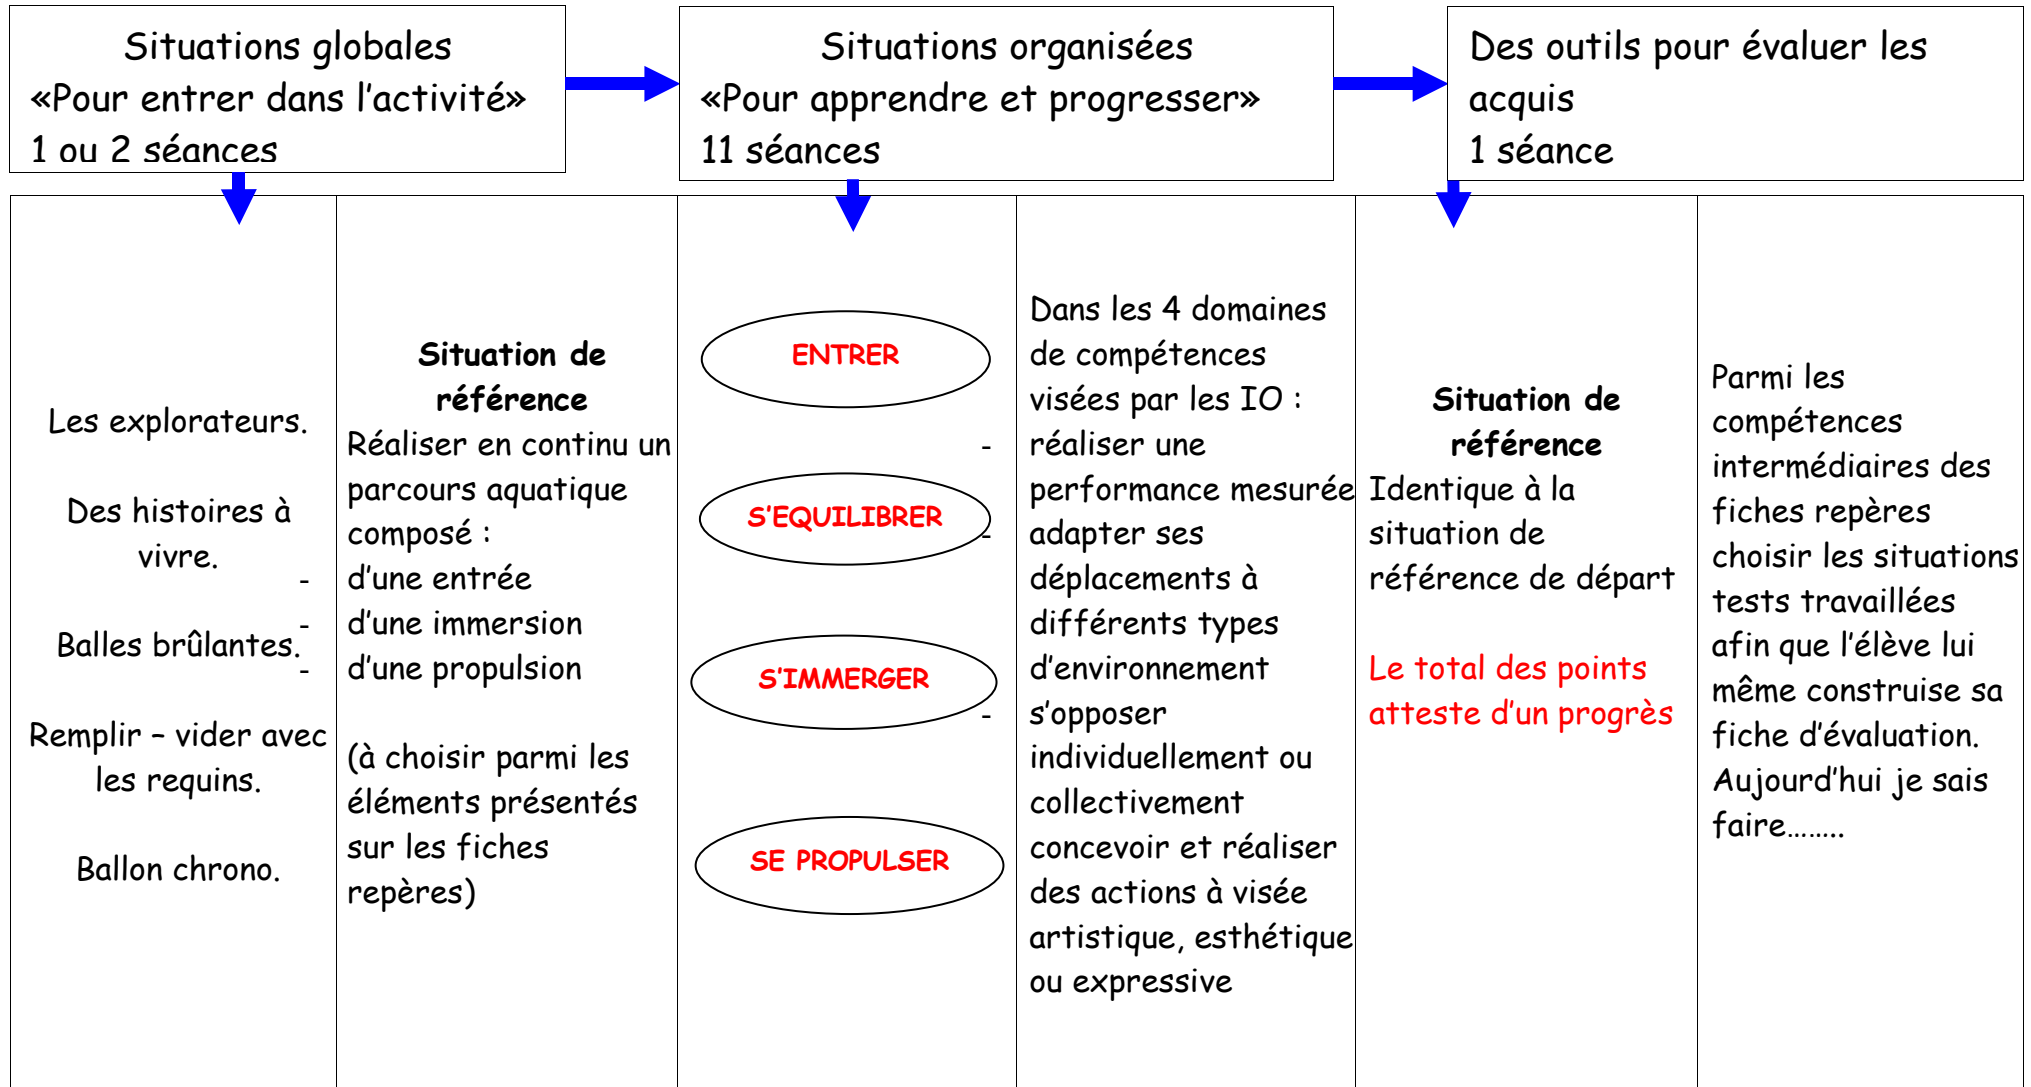 Situations globales
«Pour entrer dans l’activité»
1 ou 2 séances
Situations organisées
«Pour apprendre et progresser»
11 séances
Des outils pour évaluer les
acquis
1 séance
Les explorateurs.
Des histoires à
vivre.
Balles brûlantes.
Remplir – vider avec
les requins.
Ballon chrono.
Situation de
référence
Réaliser en continu un
parcours aquatique
composé :
- d’une entrée
- d’une immersion
- d’une propulsion
(à choisir parmi les
éléments présentés
sur les fiches
repères)
ENTRER
S’EQUILIBRER
S’IMMERGER
SE PROPULSER
Dans les 4 domaines
de compétences
visées par les IO :
- réaliser une
performance mesurée
- adapter ses
déplacements à
différents types
d’environnement
- s’opposer
individuellement ou
collectivement
concevoir et réaliser
des actions à visée
artistique, esthétique
ou expressive
Situation de
référence
Identique à la
situation de
référence de départ
Le total des points
atteste d’un progrès
Parmi les
compétences
intermédiaires des
fiches repères
choisir les situations
tests travaillées
afin que l’élève lui
même construise sa
fiche d’évaluation.
Aujourd’hui je sais
faire……..